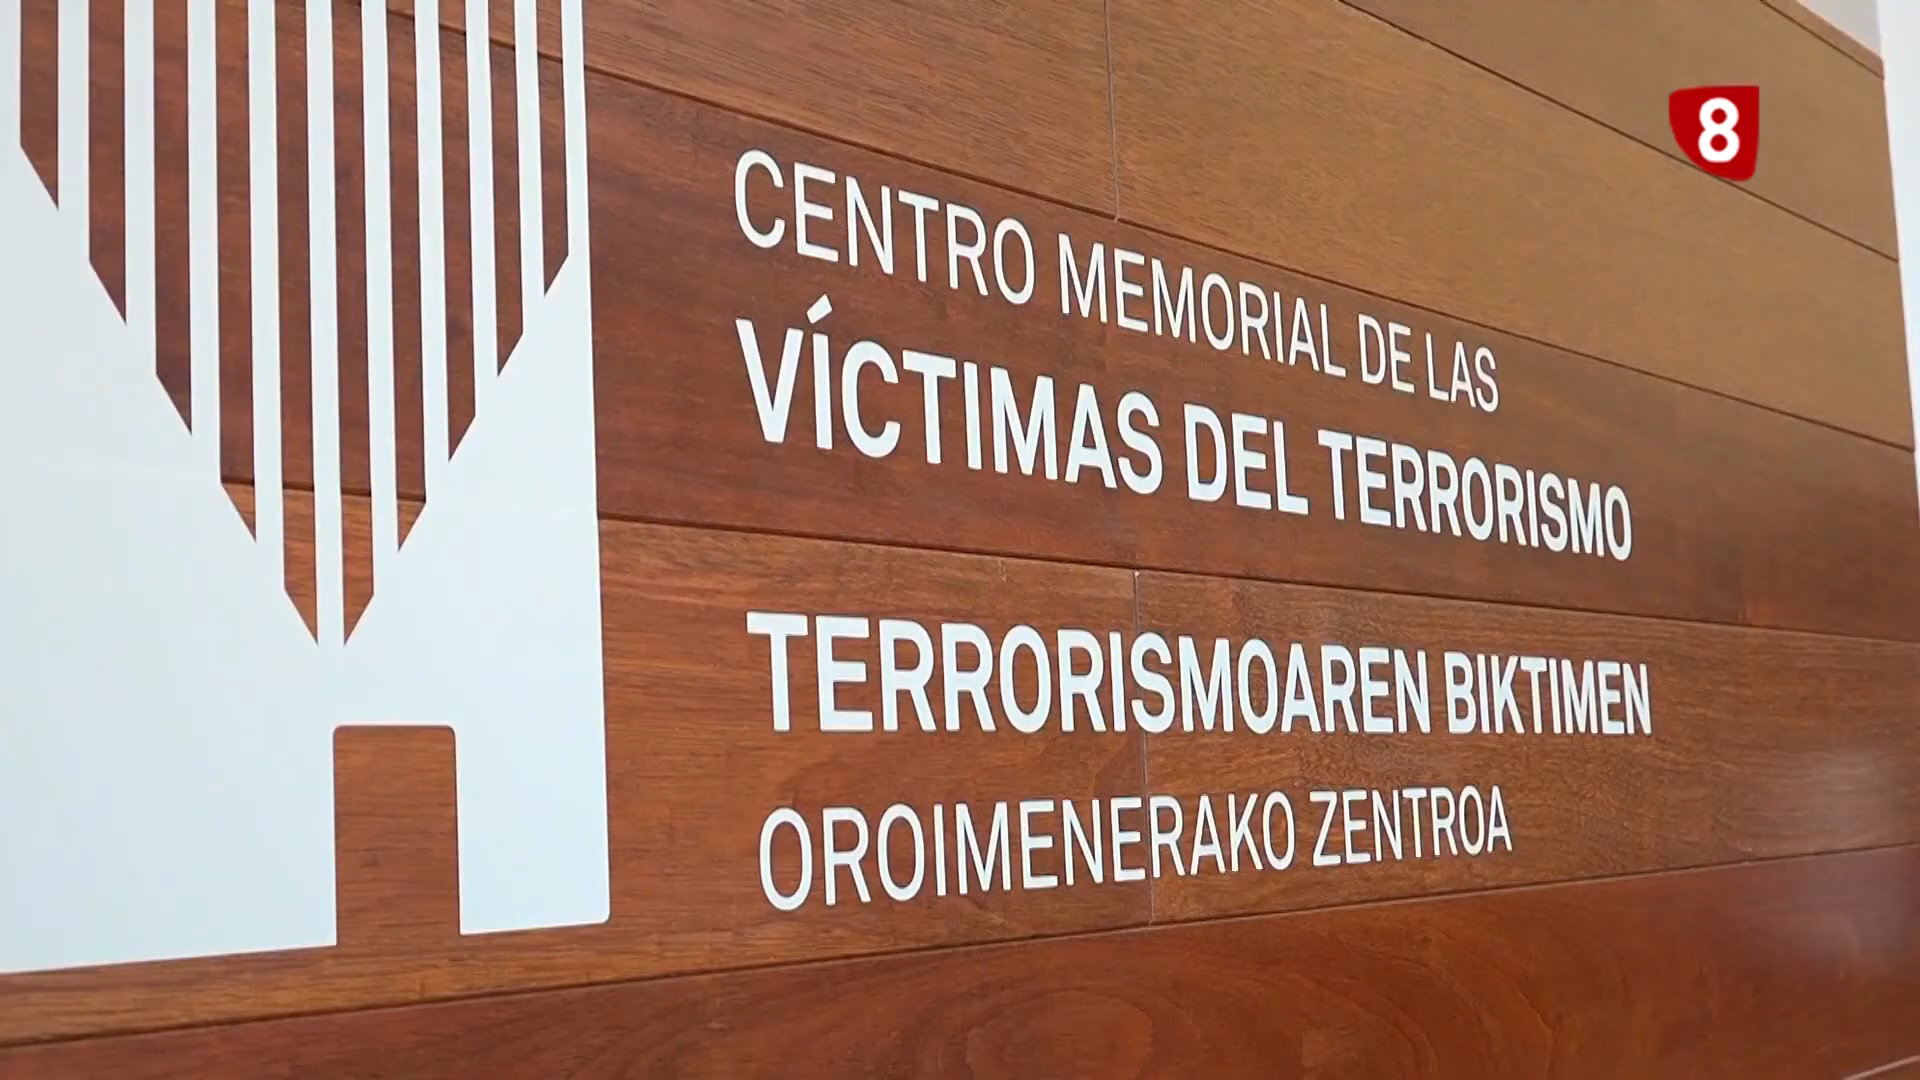 8
CENTRO MEMORIAL DE LAS
VÍCTIMAS DEL TERRORISMO
TERRORISMOAREN BIKTIMEN
OROIMENERAKO ZENTROA